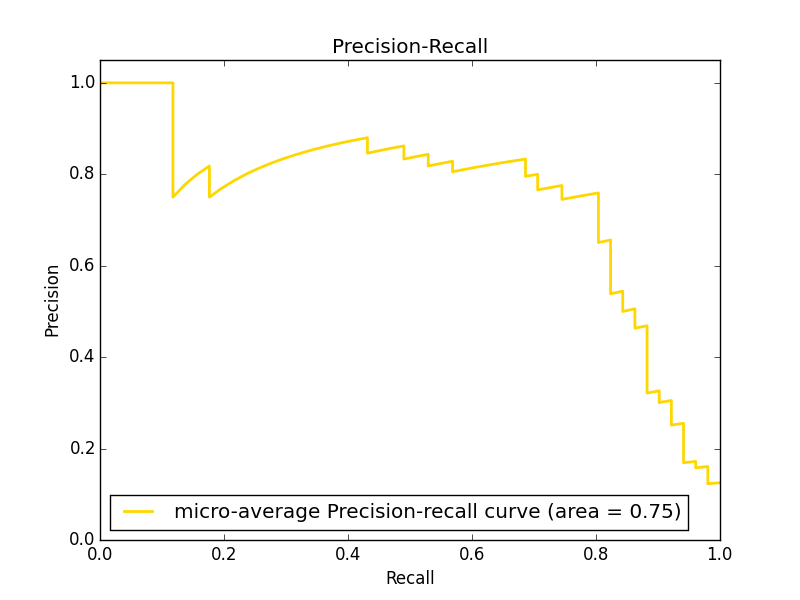 Precision-Recall
1.0
0.8
0.6
0.4
0.2
0.0
Precision
micro-average Precision-recall curve (area = 0.75)
0.0 0.2 0.4 0.6 0.8 1.0
Recall